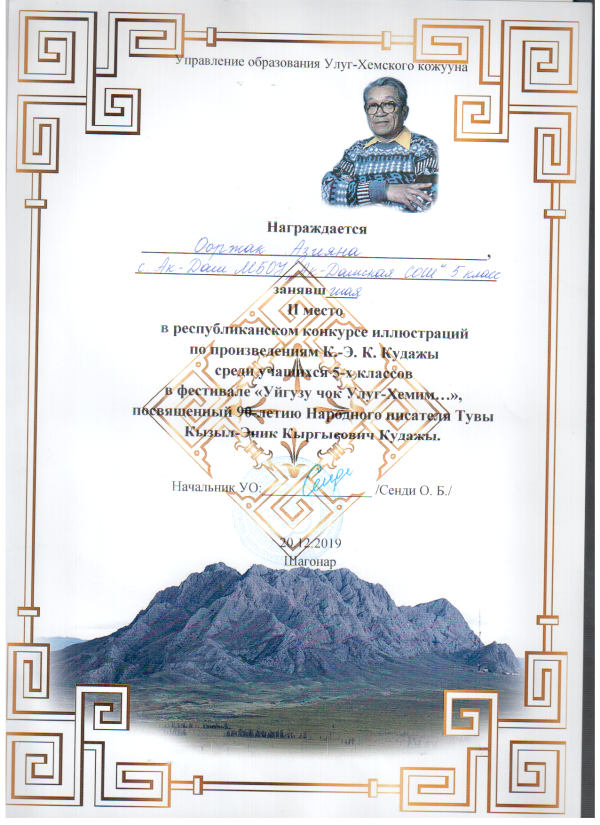 Управление образования Улуг-Хемского кожууна
Награждается
Ооржак Азияна,
с Ак-Даш МБОУ "Ак-Дашская СОШ" 5 класс
занявшшая
II место
в республиканском конкурсе иллюстраций
по произведениям К.-Э. К. Кудажы
среди учащихся 5-х классов
в фестивале «Уйгузу чок Улуг-Хемим…»,
посвященный 90-летию Народного писателя Тувы
Кызыл-Эник Кыргысович Кудажы.
Начальник УО: Сенди /Сенди О. Б./
20.12.2019
Шагонар